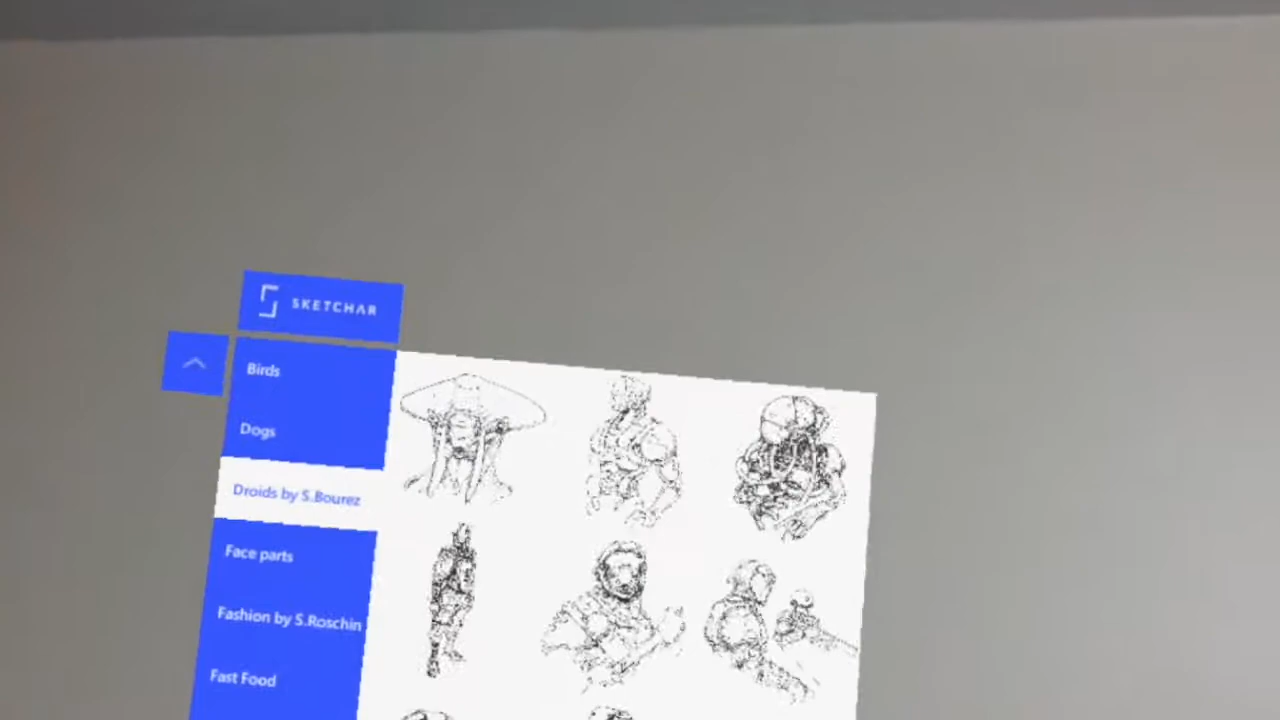 SKETCHAR
Birds
Dogs
Droids by S.Bourez
Face parts
Fashion by S.Roschin
Fast Food